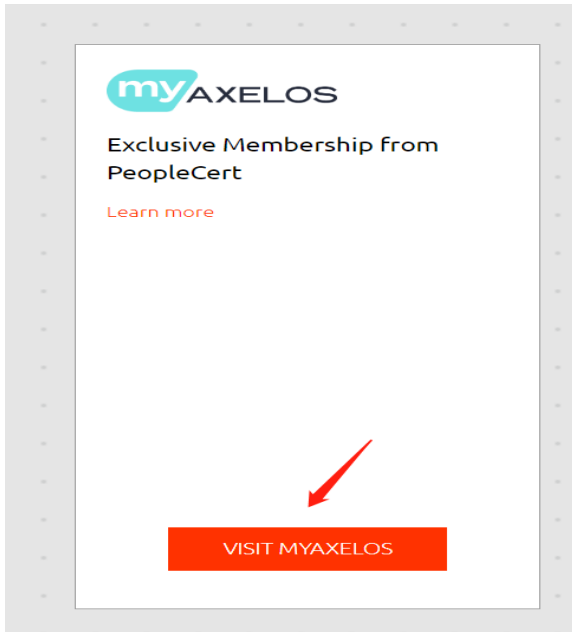 myAXELOS
Exclusive Membership from
PeopleCert
Learn more
VISIT MYAXELOS